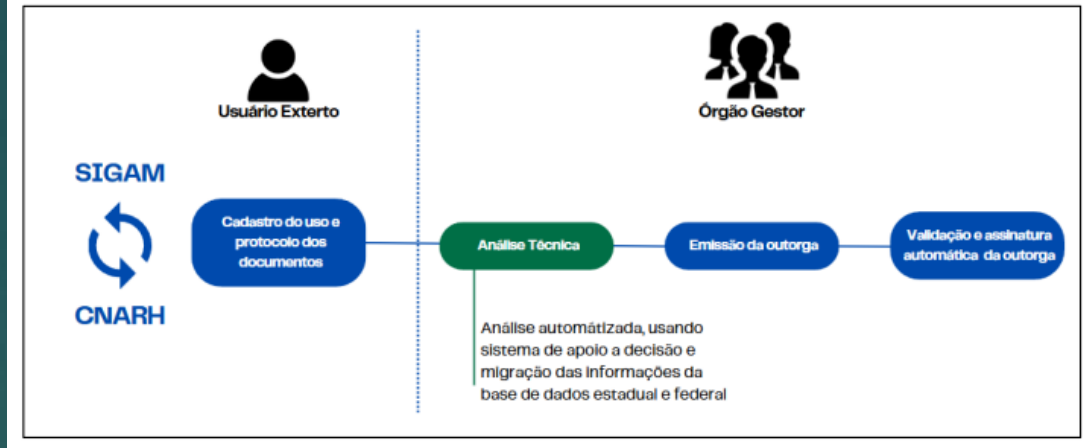 Usuário Exterto
Órgão Gestor
SIGAM
CNARH
Cadastro do uso e
protocolo dos
documentos
Análise Técnica
Emissão da outorga
Validação e assinatura
automática da outorga
Análise automátizada, usando
sistema de apoio a decisão e
migração das informações da
base de dados estadual e federal